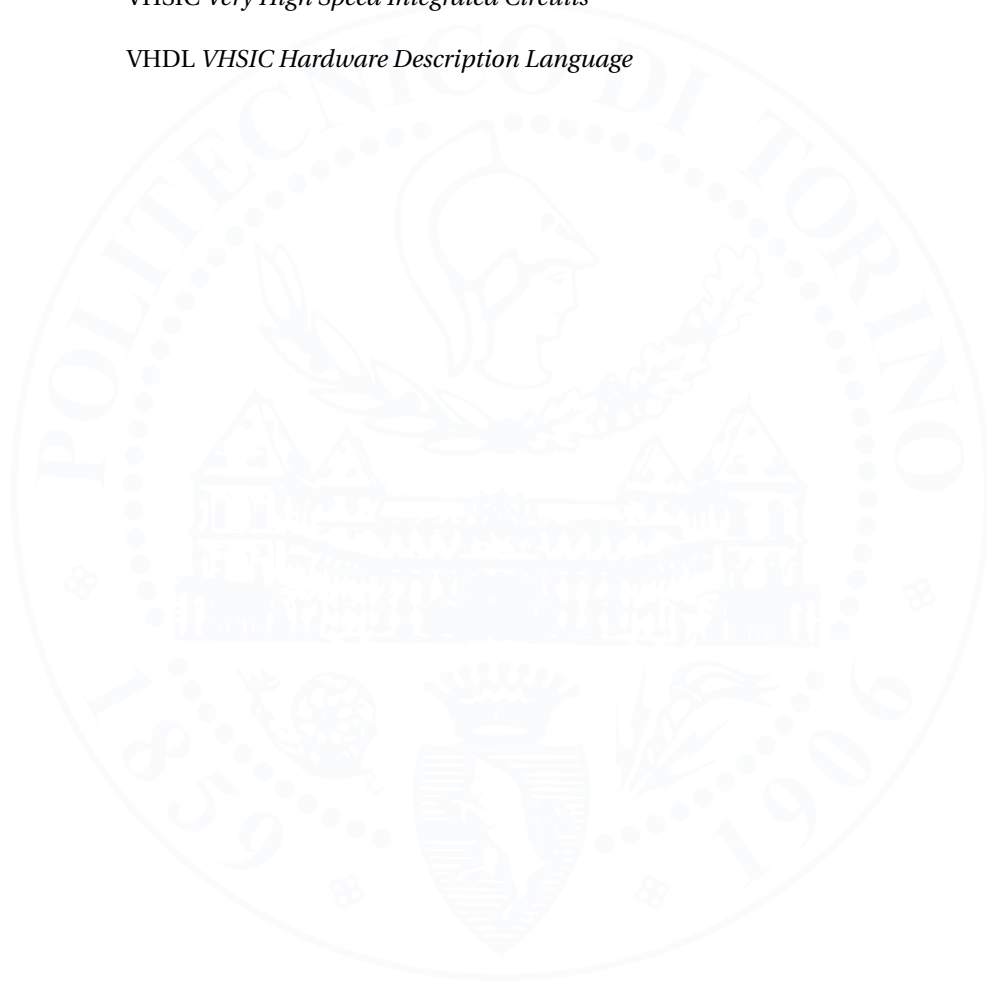 VHSIC Very High Speed Integrated Circuits
VHDL VHSIC Hardware Description Language
POLITECNICO DI TORINO
1859
1906